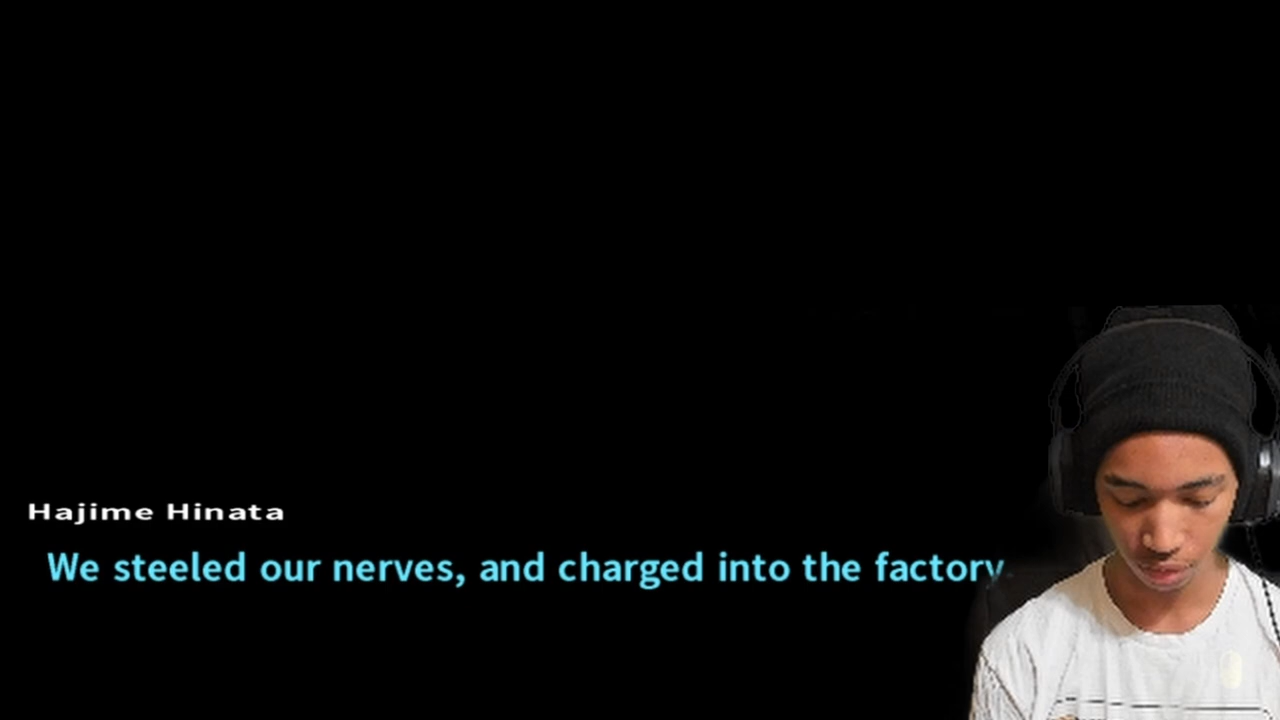 Hajime Hinata
We steeled our nerves, and charged into the factory.